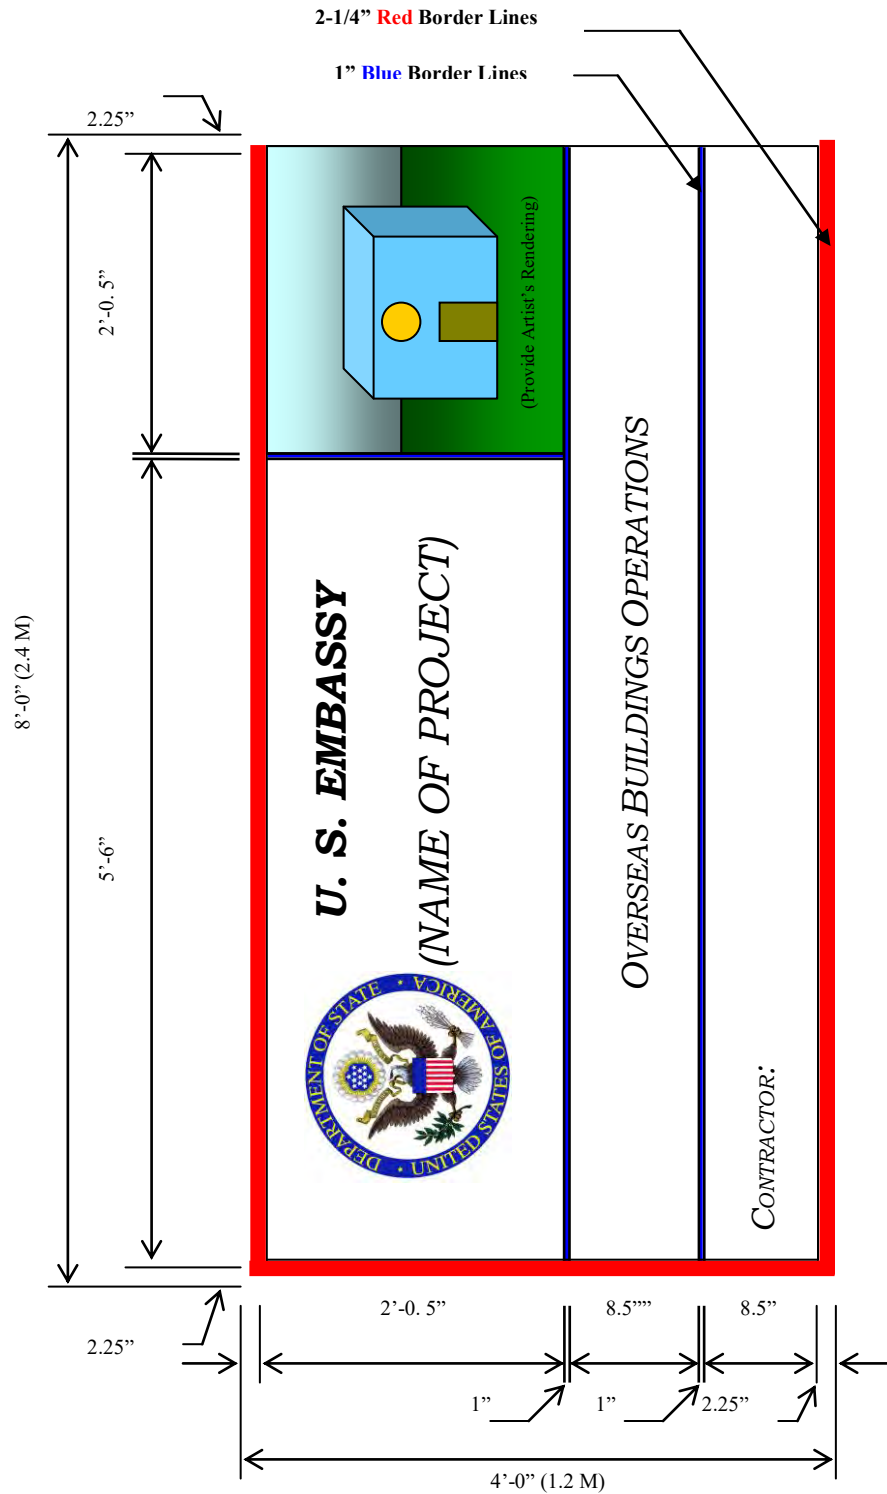 2-1/4” Red Border Lines
1” Blue Border Lines
2.25”
2’-0. 5”
8’-0” (2.4 M)
5’-6”
2.25”
(Provide Artist’s Rendering)
U. S. EMBASSY
(NAME OF PROJECT)
DEPARTMENT OF STATE • UNITED STATES OF AMERICA •
OVERSEAS BUILDINGS OPERATIONS
CONTRACTOR:
2’-0. 5”
8.5””
8.5”
1”
1”
2.25”
4’-0” (1.2 M)